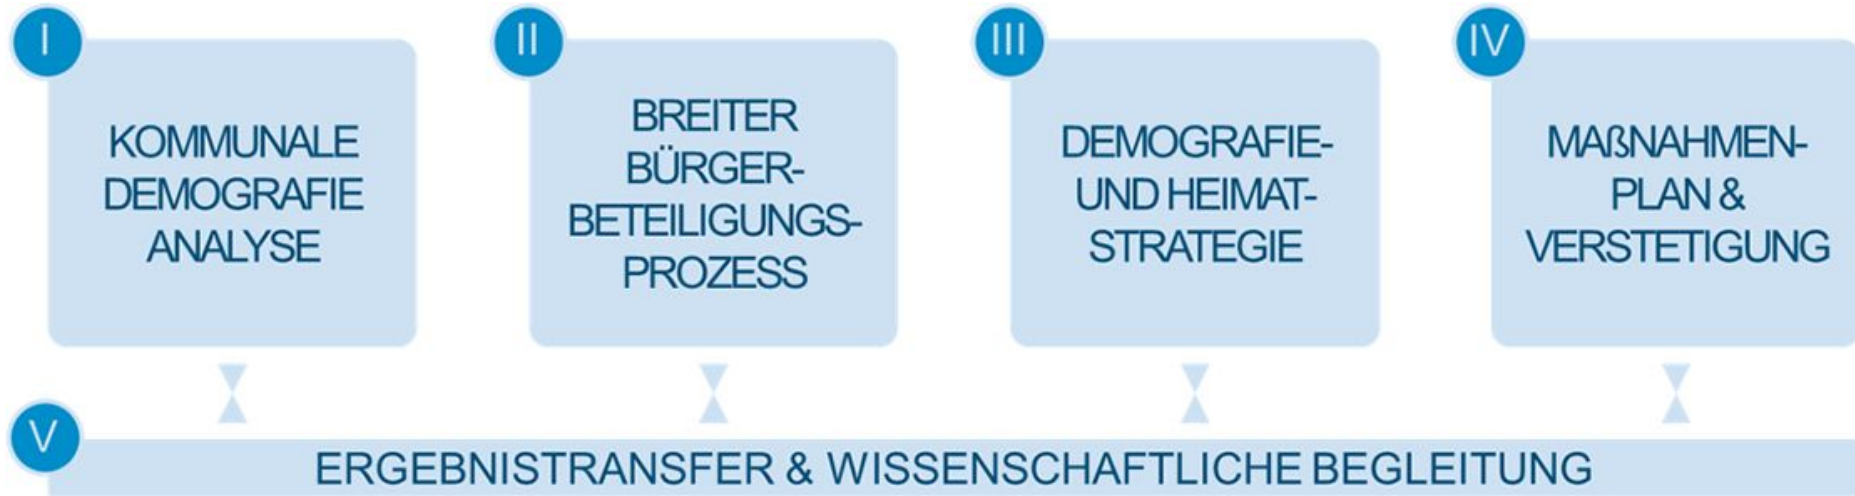 I
KOMMUNALE
DEMOGRAFIE
ANALYSE
II
BREITER
BÜRGER-
BETEILIGUNGS-
PROZESS
III
DEMOGRAFIE-
UND HEIMAT-
STRATEGIE
IV
MAßNAHMEN-
PLAN &
VERSTETIGUNG
V
ERGEBNISTRANSFER & WISSENSCHAFTLICHE BEGLEITUNG